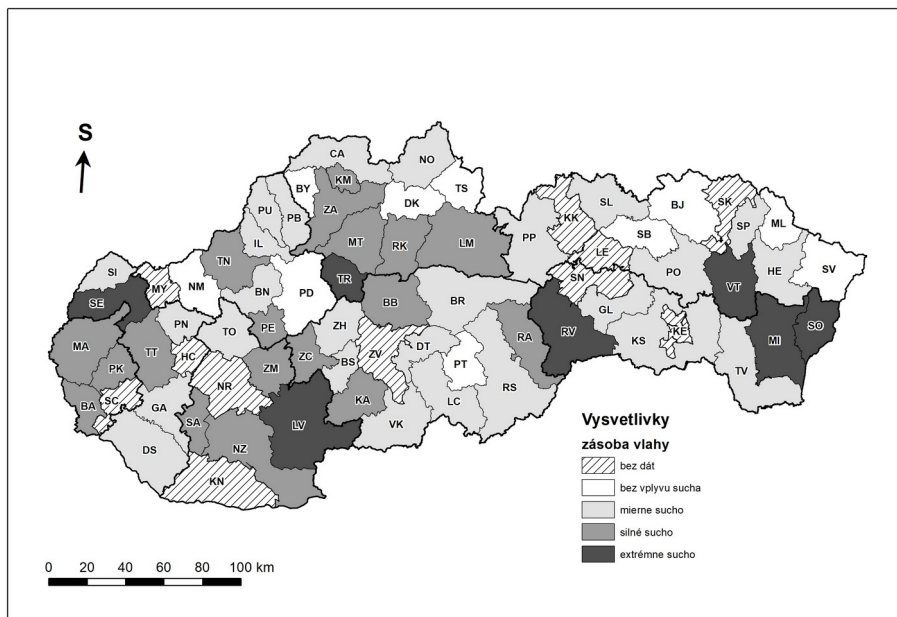 S
CA
NO
KM
BY
TS
DK
PU
PB
ZA
IL
MT
RK
LM
TN
SI
MY
NM
SE
BN
PD
TR
BB
BR
PN
TO
PE
ZH
MA
TT
HC
PK
NR
ZM
ZC
BS
ZV
DT
PT
RA
BA
SC
GA
SA
LV
KA
LC
RS
DS
NZ
VK
KN
PP
KK
SL
BJ
SK
SP
ML
SB
LE
PO
SN
HE
SV
VT
GL
RV
KS
KE
MI
SO
TV
Vysvetlivky
zásoba vlahy
bez dát
bez vplyvu sucha
mierne sucho
silné sucho
extrémne sucho
0 20 40 60 80 100 km